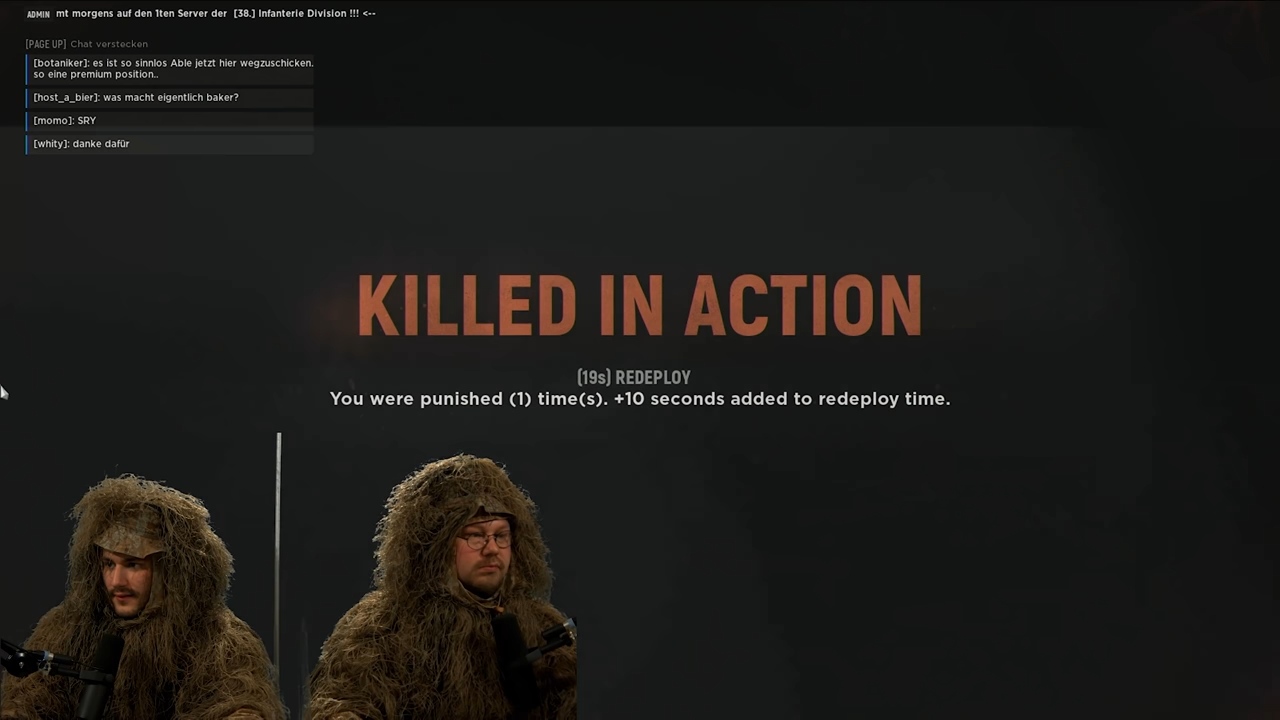 ADMIN mt morgens auf den 1ten Server der [38.] Infanterie Division !!! <--
[PAGE UP] Chat verstecken
[botaniker]: es ist so sinnlos Able jetzt hier wegzuschicken.
so eine premium position..
[host_a_bier]: was macht eigentlich baker?
[momo]: SRY
[whity]: danke dafür
KILLED IN ACTION
(19s) REDEPLOY
You were punished (1) time(s). +10 seconds added to redeploy time.